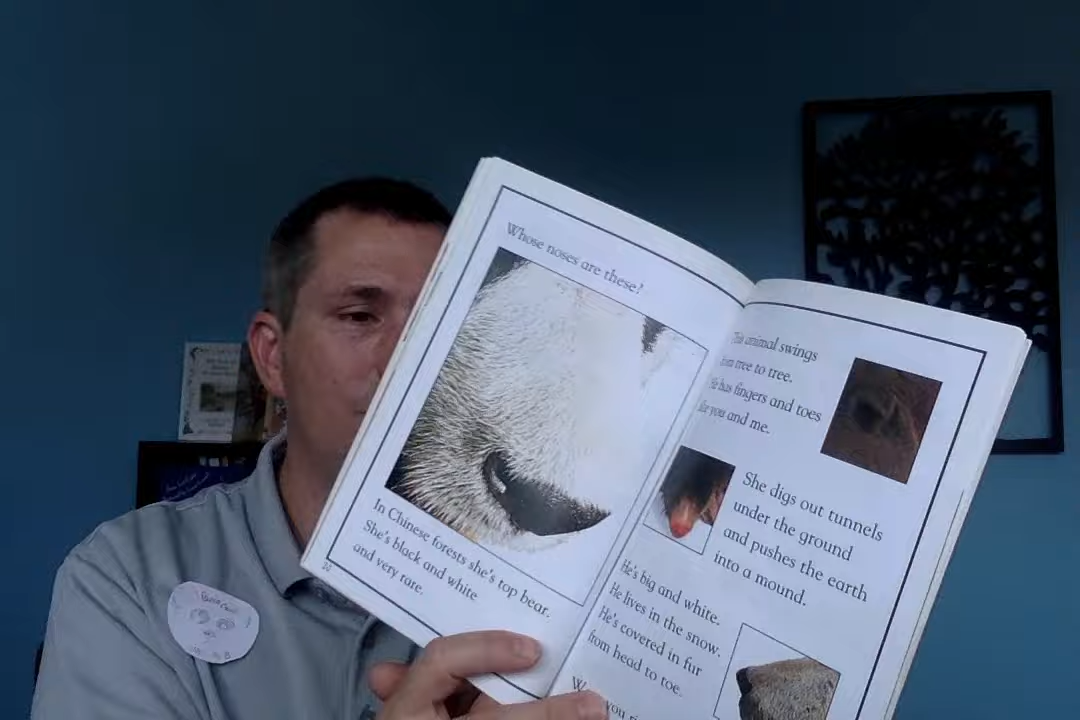 Whose noses are these?
In Chinese forests she's top bear.
She's black and white
and very rare.
This animal swings
from tree to tree.
He has fingers and toes
like you and me.
She digs out tunnels
under the ground
and pushes the earth
into a mound.
He's big and white.
He lives in the snow.
He's covered in fur
from head to toe.